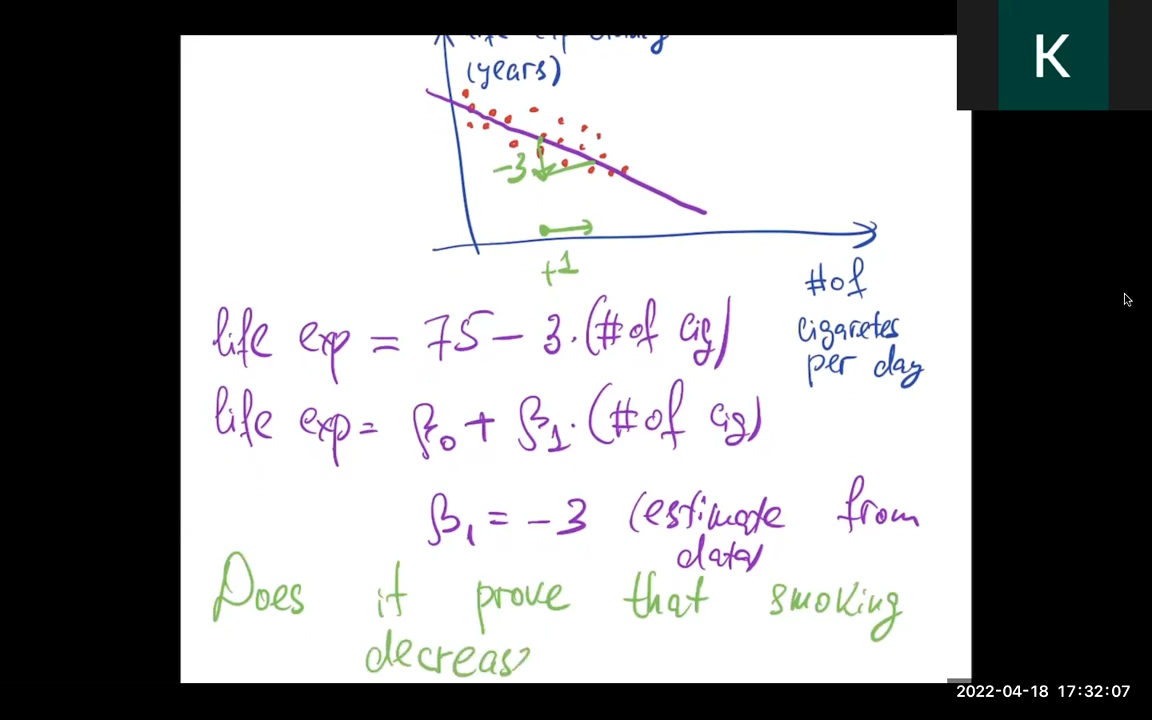 K
(years)
-3
+1
#of
cigaretes
per day
life exp = 75 - 3·(# of cig)
life exp = β₀ + β₁·(# of cig)
β₁ = -3 (estimate from
data)
Does it prove that smoking
decreas
2022-04-18 17:32:07